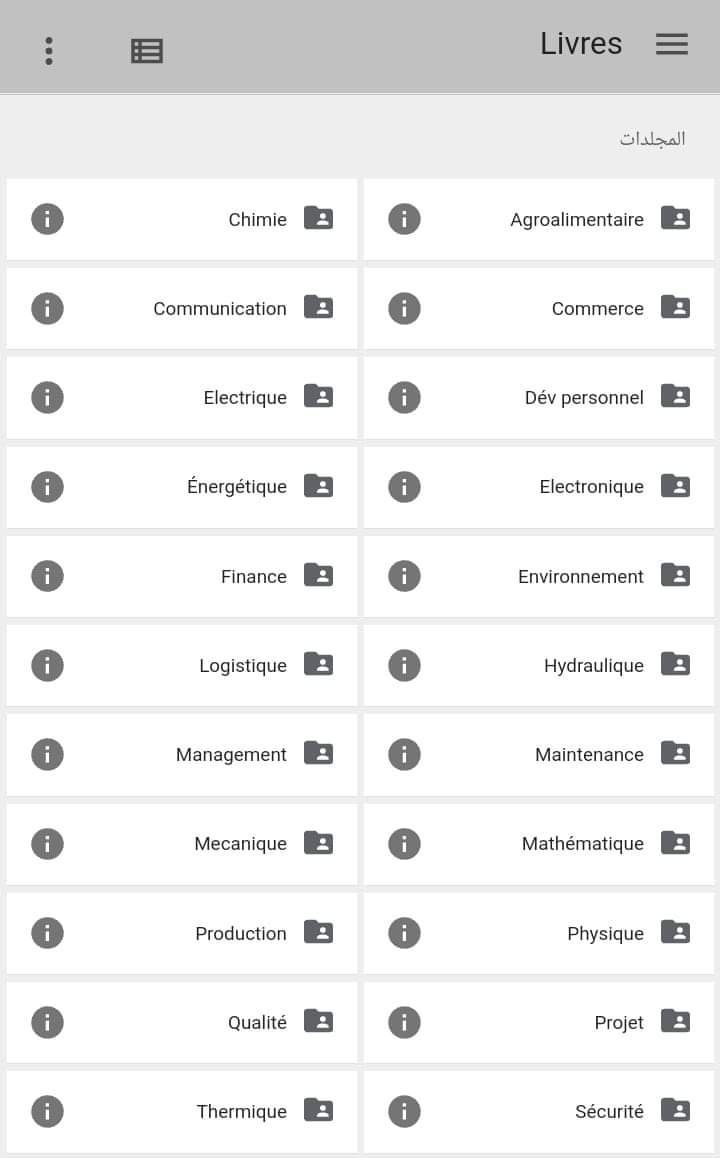 Livres
المجلدات
Agroalimentaire
Chimie
Commerce
Communication
Dév personnel
Electrique
Electronique
Énergétique
Environnement
Finance
Hydraulique
Logistique
Maintenance
Management
Mathématique
Mecanique
Physique
Production
Projet
Qualité
Sécurité
Thermique